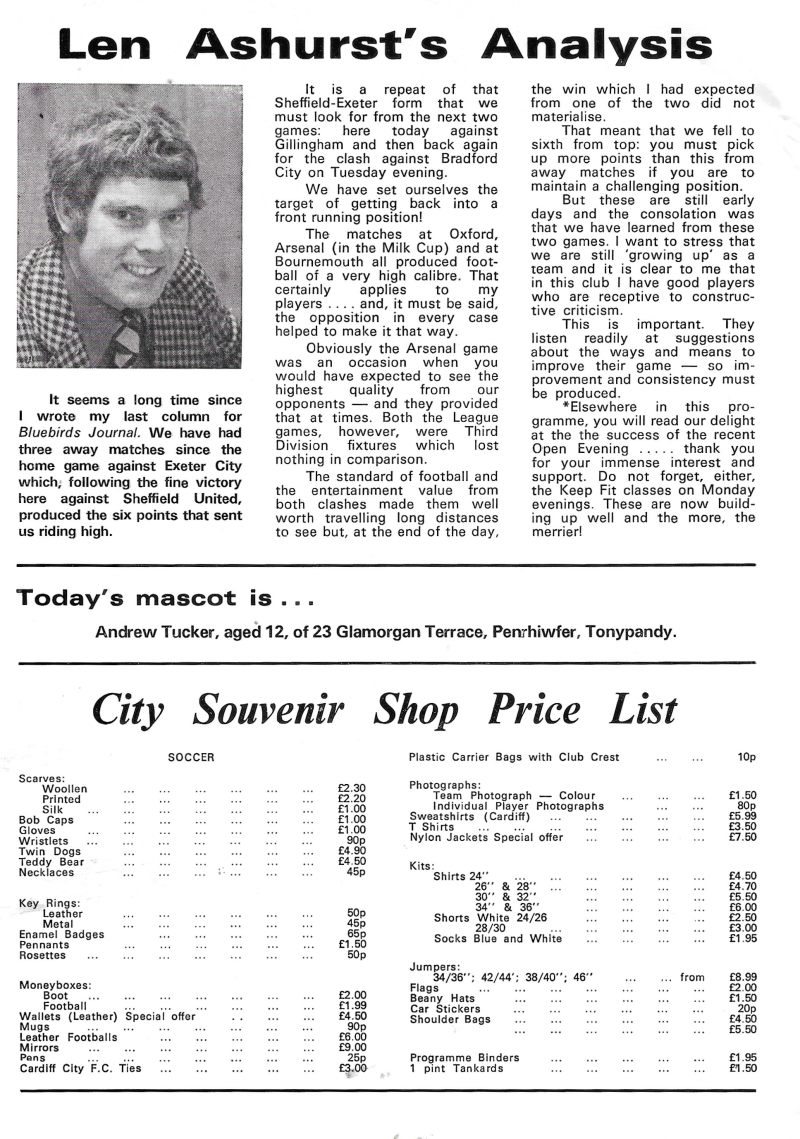 Len Ashurst's Analysis
It seems a long time since
I wrote my last column for
Bluebirds Journal. We have had
three away matches since the
home game against Exeter City
which, following the fine victory
here against Sheffield United,
produced the six points that sent
us riding high.
It is a repeat of that
Sheffield-Exeter form that we
must look for from the next two
games: here today against
Gillingham and then back again
for the clash against Bradford
City on Tuesday evening.
We have set ourselves the
target of getting back into a
front running position!
The matches at Oxford,
Arsenal (in the Milk Cup) and at
Bournemouth all produced foot-
ball of a very high calibre. That
certainly applies to my
players .... and, it must be said,
the opposition in every case
helped to make it that way.
Obviously the Arsenal game
was an occasion when you
would have expected to see the
highest quality from our
opponents — and they provided
that at times. Both the League
games, however, were Third
Division fixtures which lost
nothing in comparison.
The standard of football and
the entertainment value from
both clashes made them well
worth travelling long distances
to see but, at the end of the day,
the win which I had expected
from one of the two did not
materialise.
That meant that we fell to
sixth from top: you must pick
up more points than this from
away matches if you are to
maintain a challenging position.
But these are still early
days and the consolation was
that we have learned from these
two games. I want to stress that
we are still 'growing up' as a
team and it is clear to me that
in this club I have good players
who are receptive to construc-
tive criticism.
This is important. They
listen readily at suggestions
about the ways and means to
improve their game — so im-
provement and consistency must
be produced.
*Elsewhere in this pro-
gramme, you will read our delight
at the the success of the recent
Open Evening ..... thank you
for your immense interest and
support. Do not forget, either,
the Keep Fit classes on Monday
evenings. These are now build-
ing up well and the more, the
merrier!
Today's mascot is ...
Andrew Tucker, aged 12, of 23 Glamorgan Terrace, Penrhiwfer, Tonypandy.
City Souvenir Shop Price List
SOCCER
Scarves:
Woollen ... ... ... ... ... ... £2.30
Printed ... ... ... ... ... ... £2.20
Silk ... ... ... ... ... ... ... £1.00
Bob Caps ... ... ... ... ... ... £1.00
Gloves ... ... ... ... ... ... ... £1.00
Wristlets ... ... ... ... ... ... ... 90p
Twin Dogs ... ... ... ... ... ... £4.90
Teddy Bear ... ... ... ... ... ... £4.50
Necklaces ... ... ... ... ... ... 45p
Key Rings:
Leather ... ... ... ... ... ... 50p
Metal ... ... ... ... ... ... 45p
Enamel Badges ... ... ... ... ... 65p
Pennants ... ... ... ... ... ... £1.50
Rosettes ... ... ... ... ... ... 50p
Moneyboxes:
Boot ... ... ... ... ... ... ... £2.00
Football ... ... ... ... ... ... £1.99
Wallets (Leather) Special offer .. ... ... £4.50
Mugs ... ... ... ... ... ... ... 90p
Leather Footballs ... ... ... ... ... £6.00
Mirrors ... ... ... ... ... ... ... £9.00
Pens ... ... ... ... ... ... ... 25p
Cardiff City F.C. Ties ... ... ... ... ... £3.00
Plastic Carrier Bags with Club Crest ... ... 10p
Photographs:
Team Photograph — Colour ... ... ... £1.50
Individual Player Photographs ... ... 80p
Sweatshirts (Cardiff) ... ... ... ... ... £5.99
T Shirts ... ... ... ... ... ... £3.50
Nylon Jackets Special offer ... ... ... ... £7.50
Kits:
Shirts 24'' ... ... ... ... ... ... £4.50
26'' & 28'' ... ... ... ... ... £4.70
30'' & 32'' ... ... ... ... £5.50
34'' & 36'' ... ... ... ... £6.00
Shorts White 24/26 ... ... ... ... £2.50
28/30 ... ... ... ... ... £3.00
Socks Blue and White ... ... ... ... £1.95
Jumpers:
34/36''; 42/44'; 38/40''; 46'' ... ... from £8.99
Flags ... ... ... ... ... ... ... £2.00
Beany Hats ... ... ... ... ... ... £1.50
Car Stickers ... ... ... ... ... ... 20p
Shoulder Bags ... ... ... ... ... ... £4.50
... ... ... ... ... ... £5.50
Programme Binders ... ... ... ... ... £1.95
1 pint Tankards ... ... ... ... ... £1.50